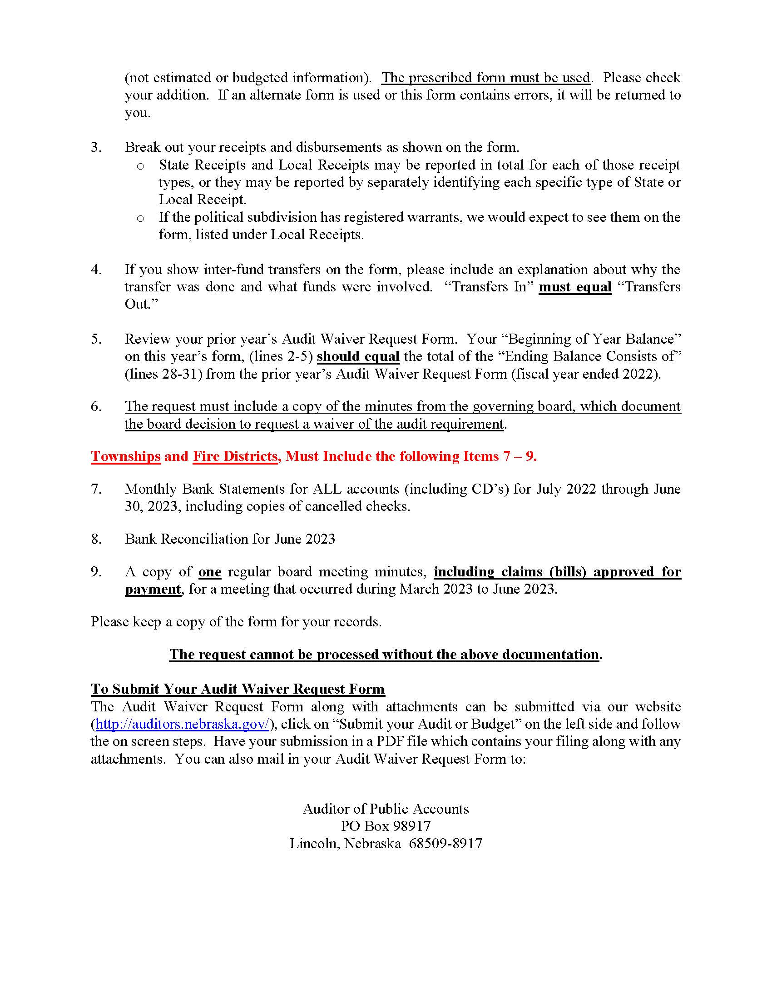 (not estimated or budgeted information).  The prescribed form must be used.  Please check
your addition.  If an alternate form is used or this form contains errors, it will be returned to
you.
3. Break out your receipts and disbursements as shown on the form.
o State Receipts and Local Receipts may be reported in total for each of those receipt
types, or they may be reported by separately identifying each specific type of State or
Local Receipt.
o If the political subdivision has registered warrants, we would expect to see them on the
form, listed under Local Receipts.
4. If you show inter-fund transfers on the form, please include an explanation about why the
transfer was done and what funds were involved.  “Transfers In” must equal “Transfers
Out.”
5. Review your prior year’s Audit Waiver Request Form.  Your “Beginning of Year Balance”
on this year’s form, (lines 2-5) should equal the total of the “Ending Balance Consists of”
(lines 28-31) from the prior year’s Audit Waiver Request Form (fiscal year ended 2022).
6. The request must include a copy of the minutes from the governing board, which document
the board decision to request a waiver of the audit requirement.
Townships and Fire Districts, Must Include the following Items 7 – 9.
7. Monthly Bank Statements for ALL accounts (including CD’s) for July 2022 through June
30, 2023, including copies of cancelled checks.
8. Bank Reconciliation for June 2023
9. A copy of one regular board meeting minutes, including claims (bills) approved for
payment, for a meeting that occurred during March 2023 to June 2023.
Please keep a copy of the form for your records.
The request cannot be processed without the above documentation.
To Submit Your Audit Waiver Request Form
The Audit Waiver Request Form along with attachments can be submitted via our website
(http://auditors.nebraska.gov/), click on “Submit your Audit or Budget” on the left side and follow
the on screen steps.  Have your submission in a PDF file which contains your filing along with any
attachments.  You can also mail in your Audit Waiver Request Form to:
Auditor of Public Accounts
PO Box 98917
Lincoln, Nebraska  68509-8917